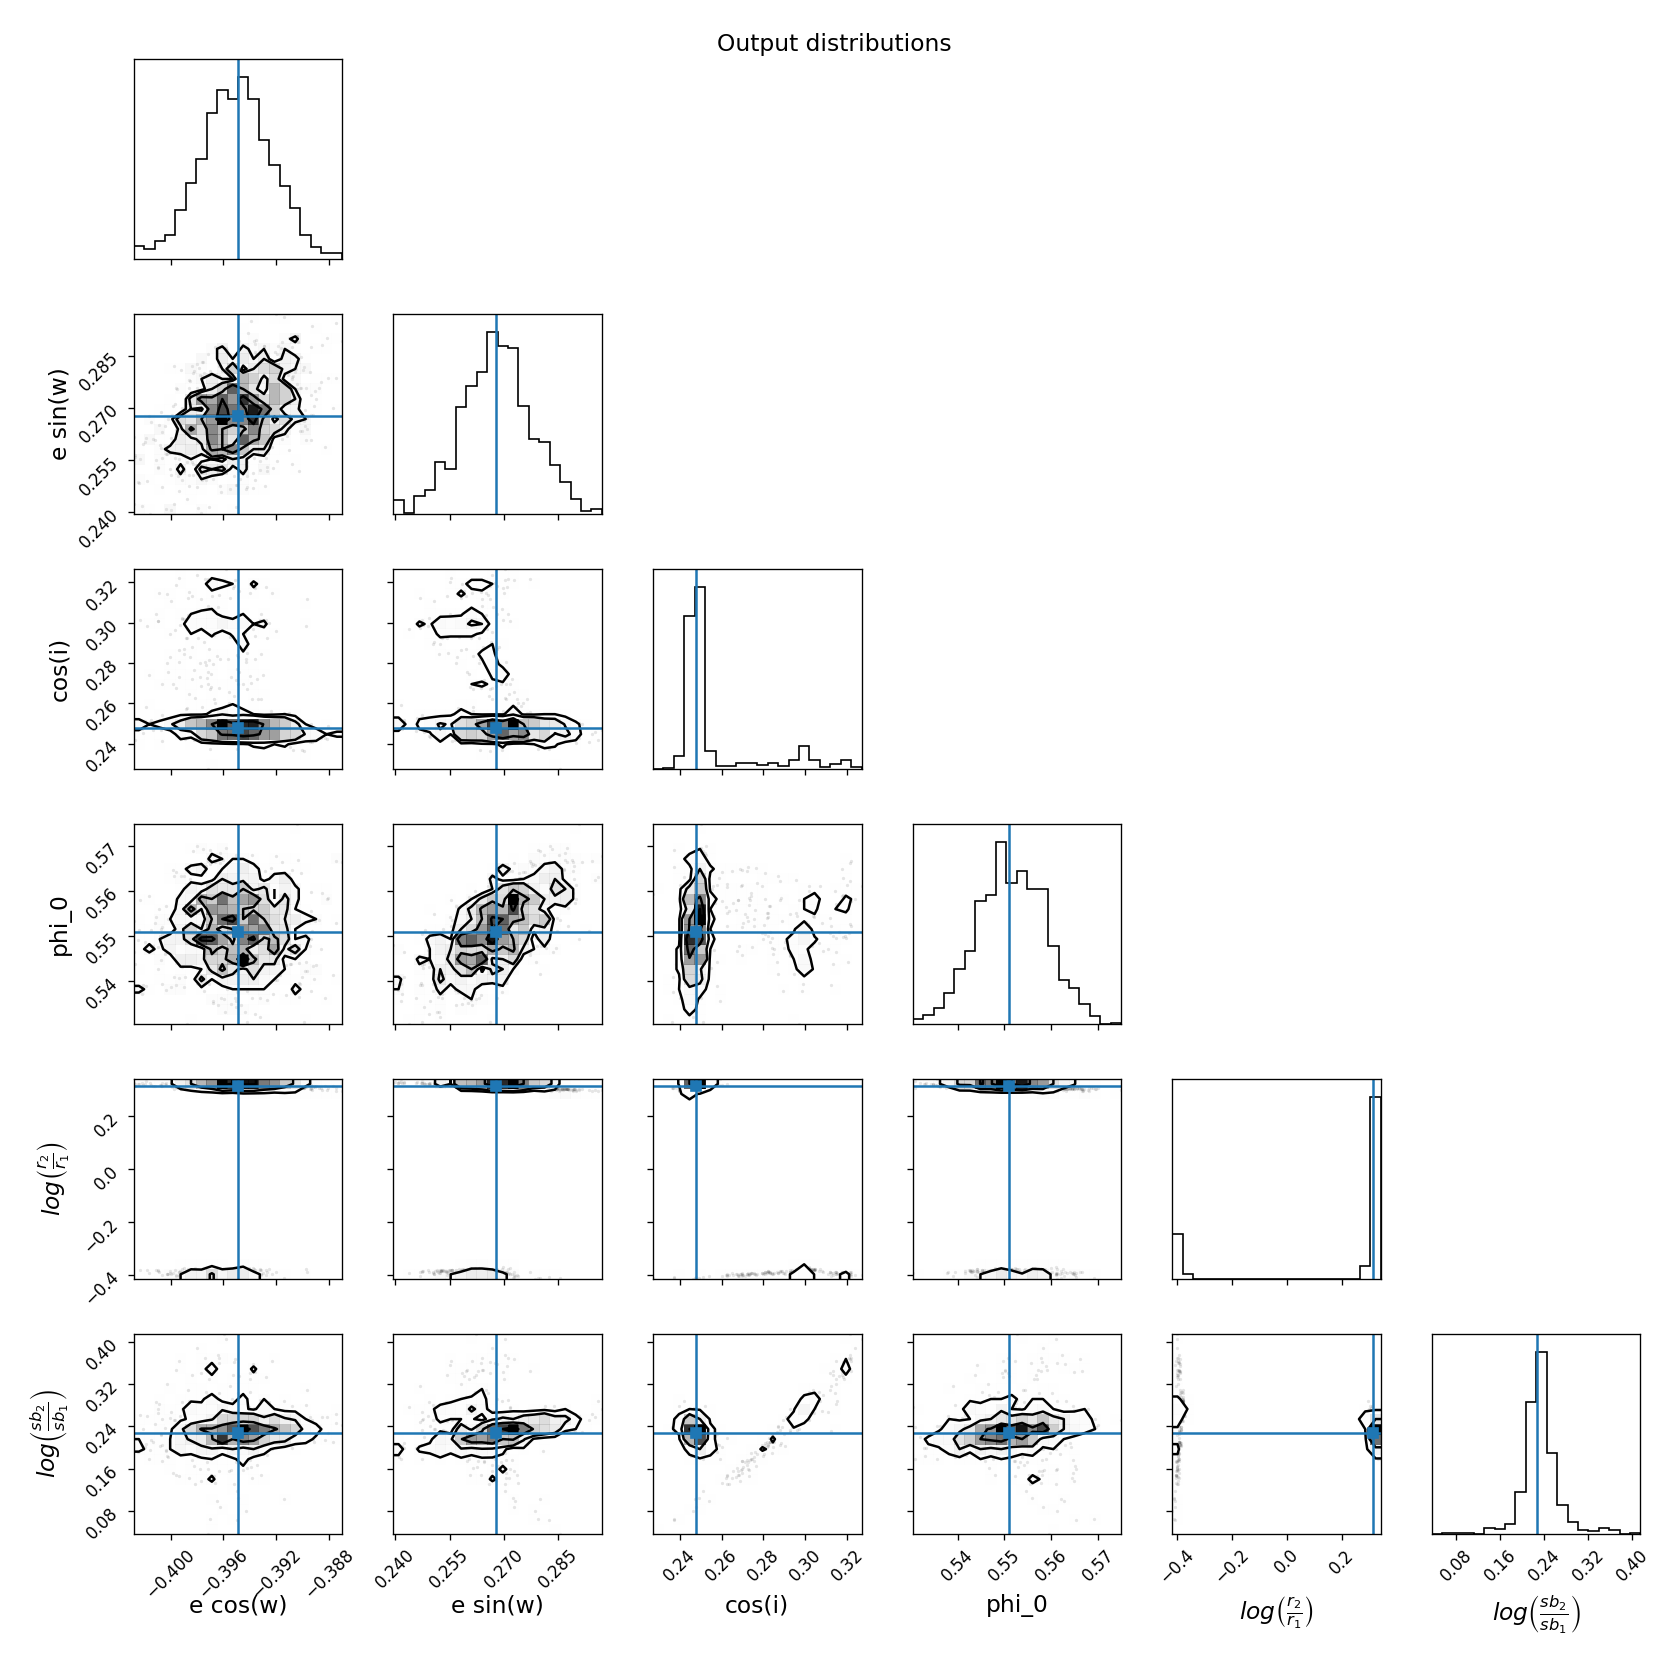 Output distributions
e sin(w)
0.285
0.270
0.255
0.240
cos(i)
0.32
0.30
0.28
0.26
0.24
phi_0
0.57
0.56
0.55
0.54
log(r2/r1)
0.2
0.0
−0.2
−0.4
log(sb2/sb1)
0.40
0.32
0.24
0.16
0.08
−0.400 −0.396 −0.392 −0.388 0.240 0.255 0.270 0.285 0.24 0.26 0.28 0.30 0.32 0.54 0.55 0.56 0.57 −0.4 −0.2 0.0 0.2 0.08 0.16 0.24 0.32 0.40
e cos(w) e sin(w) cos(i) phi_0 log(r2/r1) log(sb2/sb1)